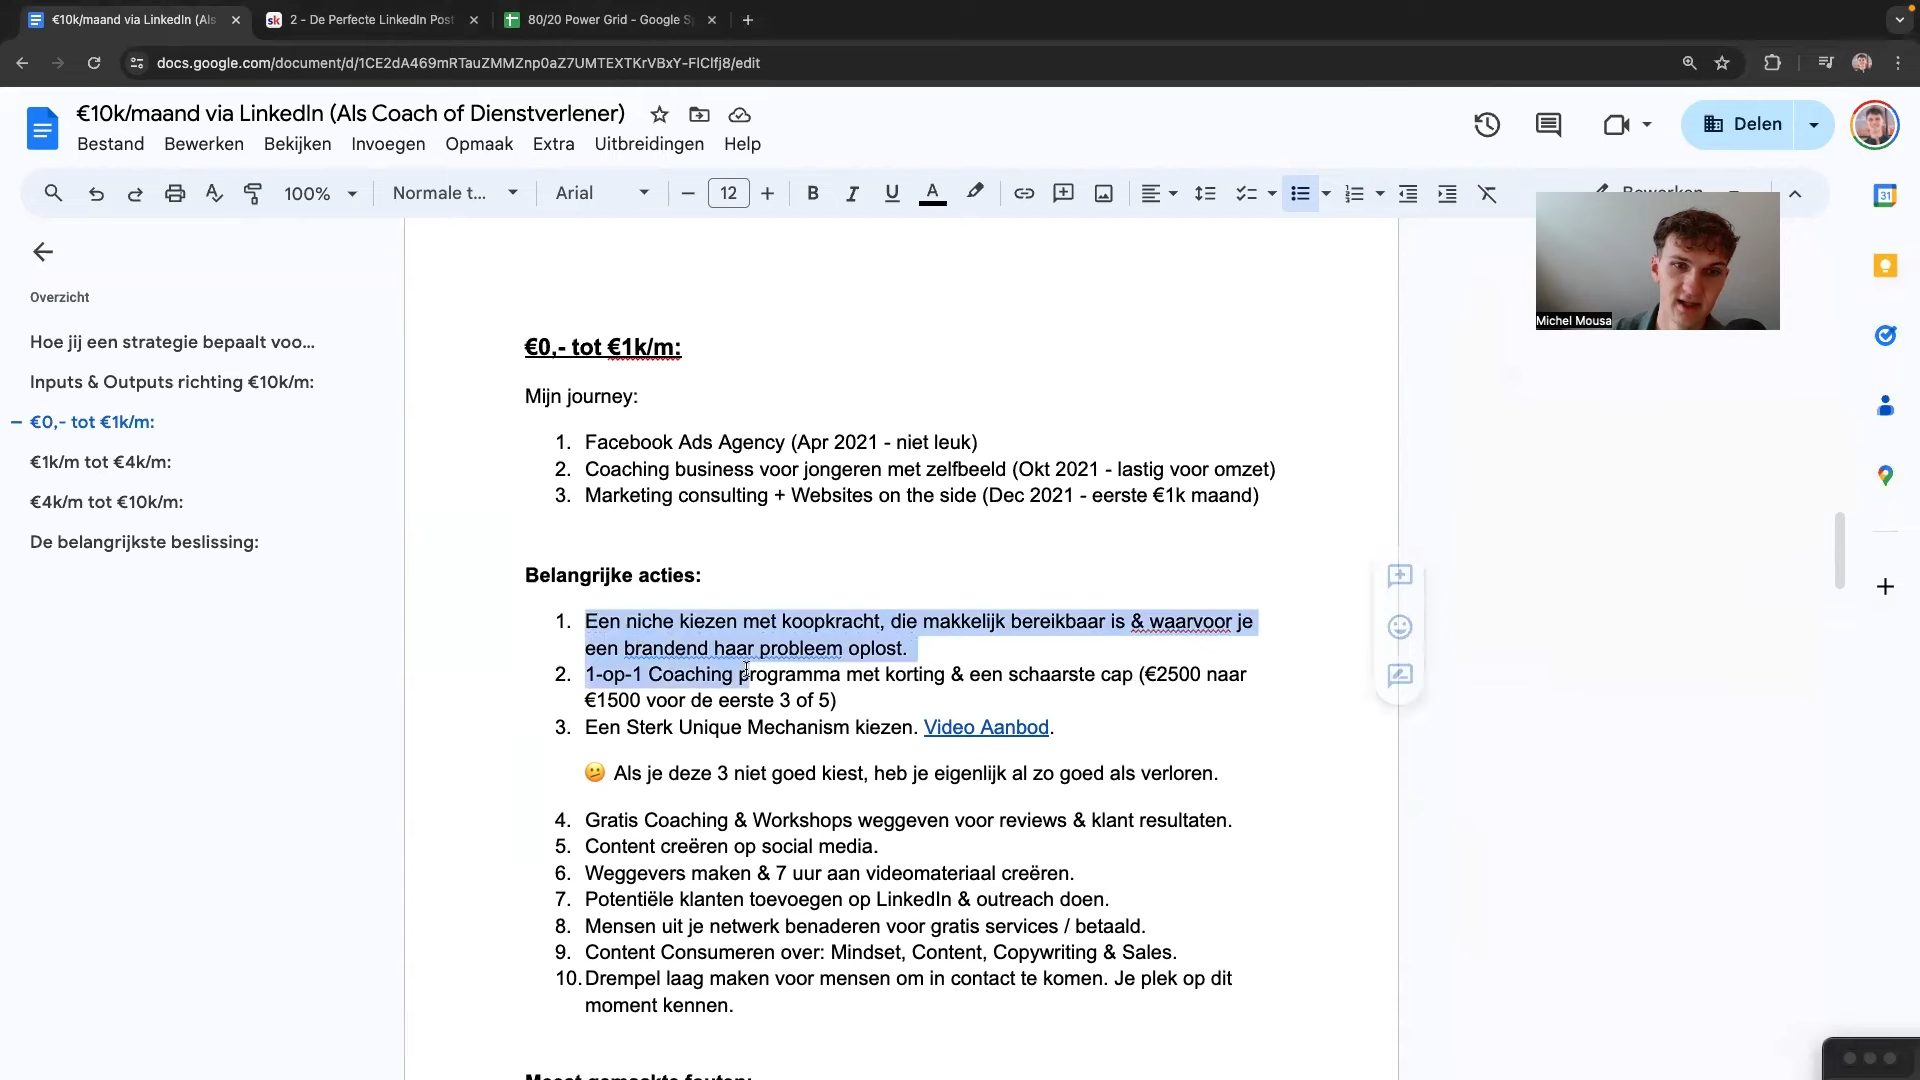 €10k/maand via LinkedIn (Als
2 - De Perfecte LinkedIn Post
80/20 Power Grid - Google S
docs.google.com/document/d/1CE2dA469mRTauZMMZnp0aZ7UMTEXTKrVBxY-FlClfj8/edit
€10k/maand via LinkedIn (Als Coach of Dienstverlener)
Bestand Bewerken Bekijken Invoegen Opmaak Extra Uitbreidingen Help
Delen
100% Normale t... Arial 12 Bewerken
31
Michel Mousa
Overzicht
Hoe jij een strategie bepaalt voo...
Inputs & Outputs richting €10k/m:
€0,- tot €1k/m:
€1k/m tot €4k/m:
€4k/m tot €10k/m:
De belangrijkste beslissing:
€0,- tot €1k/m:
Mijn journey:
1. Facebook Ads Agency (Apr 2021 - niet leuk)
2. Coaching business voor jongeren met zelfbeeld (Okt 2021 - lastig voor omzet)
3. Marketing consulting + Websites on the side (Dec 2021 - eerste €1k maand)
Belangrijke acties:
1. Een niche kiezen met koopkracht, die makkelijk bereikbaar is & waarvoor je
een brandend haar probleem oplost.
2. 1-op-1 Coaching programma met korting & een schaarste cap (€2500 naar
€1500 voor de eerste 3 of 5)
3. Een Sterk Unique Mechanism kiezen. Video Aanbod.
🫤 Als je deze 3 niet goed kiest, heb je eigenlijk al zo goed als verloren.
4. Gratis Coaching & Workshops weggeven voor reviews & klant resultaten.
5. Content creëren op social media.
6. Weggevers maken & 7 uur aan videomateriaal creëren.
7. Potentiële klanten toevoegen op LinkedIn & outreach doen.
8. Mensen uit je netwerk benaderen voor gratis services / betaald.
9. Content Consumeren over: Mindset, Content, Copywriting & Sales.
10. Drempel laag maken voor mensen om in contact te komen. Je plek op dit
moment kennen.
Meest gemaakte fouten: